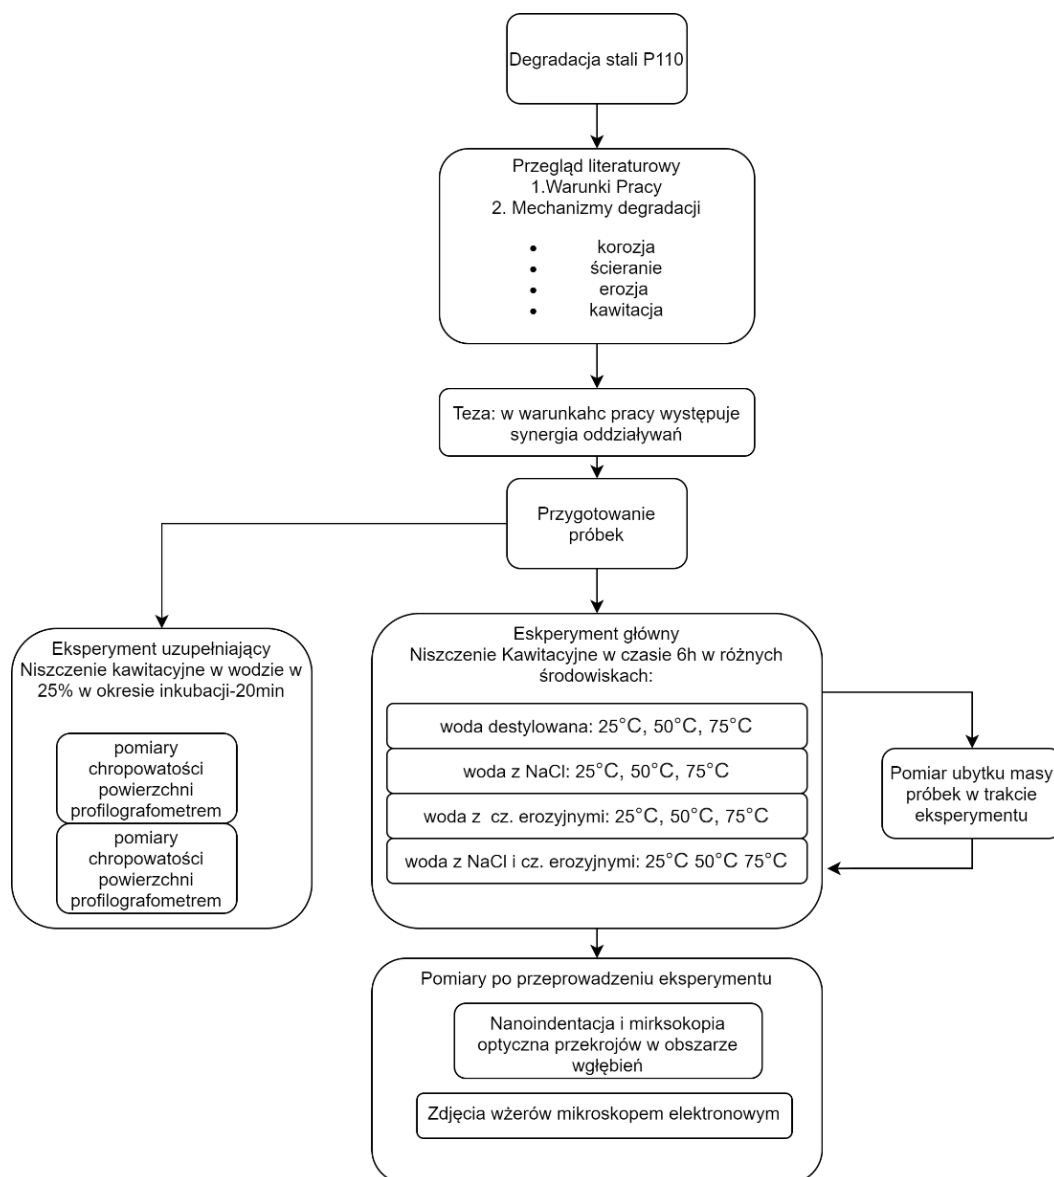 Degradacja stali P110
Przegląd literaturowy
1.Warunki Pracy
2. Mechanizmy degradacji
• korozja
• ścieranie
• erozja
• kawitacja
Teza: w warunkahc pracy występuje
synergia oddziaływań
Przygotowanie
próbek
Eksperyment uzupełniający
Niszczenie kawitacyjne w wodzie w
25% w okresie inkubacji-20min
pomiary
chropowatości
powierzchni
profilografometrem
pomiary
chropowatości
powierzchni
profilografometrem
Eskperyment główny
Niszczenie Kawitacyjne w czasie 6h w różnych
środowiskach:
woda destylowana: 25°C, 50°C, 75°C
woda z NaCl: 25°C, 50°C, 75°C
woda z  cz. erozyjnymi: 25°C, 50°C, 75°C
woda z NaCl i cz. erozyjnymi: 25°C 50°C 75°C
Pomiar ubytku masy
próbek w trakcie
eksperymentu
Pomiary po przeprowadzeniu eksperymentu
Nanoindentacja i mirksokopia
optyczna przekrojów w obszarze
wgłębień
Zdjęcia wżerów mikroskopem elektronowym